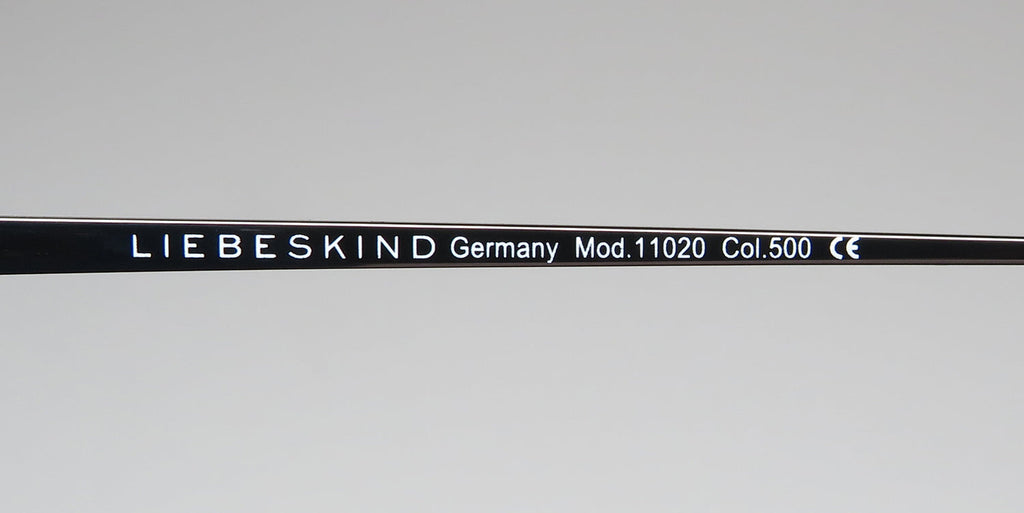 LIEBESKIND Germany Mod.11020 Col.500 CE